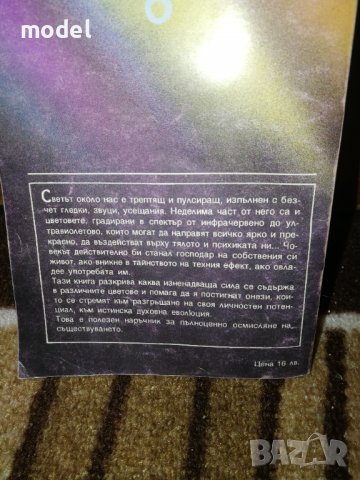 model
Светът около нас е трептящ и пулсиращ, изпълнен с без-
чет гледки, звуци, усещания. Неделима част от него са и
цветовете, градирани в спектър от инфрачервено до ул-
травиолетово, които могат да направят всичко ярко и пре-
красно, да въздействат върху тялото и психиката ни... Чо-
векът действително би станал господар на собствения си
живот, ако вникне в тайнството на техния ефект, ако овла-
дее употребата им.
Тази книга разкрива каква изненадваща сила се съдържа
в различните цветове и помага да я постигнат онези, кои-
то се стремят към разгръщане на своя личностен потен-
циал, към истинска духовна еволюция.
Това е полезен наръчник за пълноценно осмисляне на
съществуването.
Цена 16 лв.
BAZAR